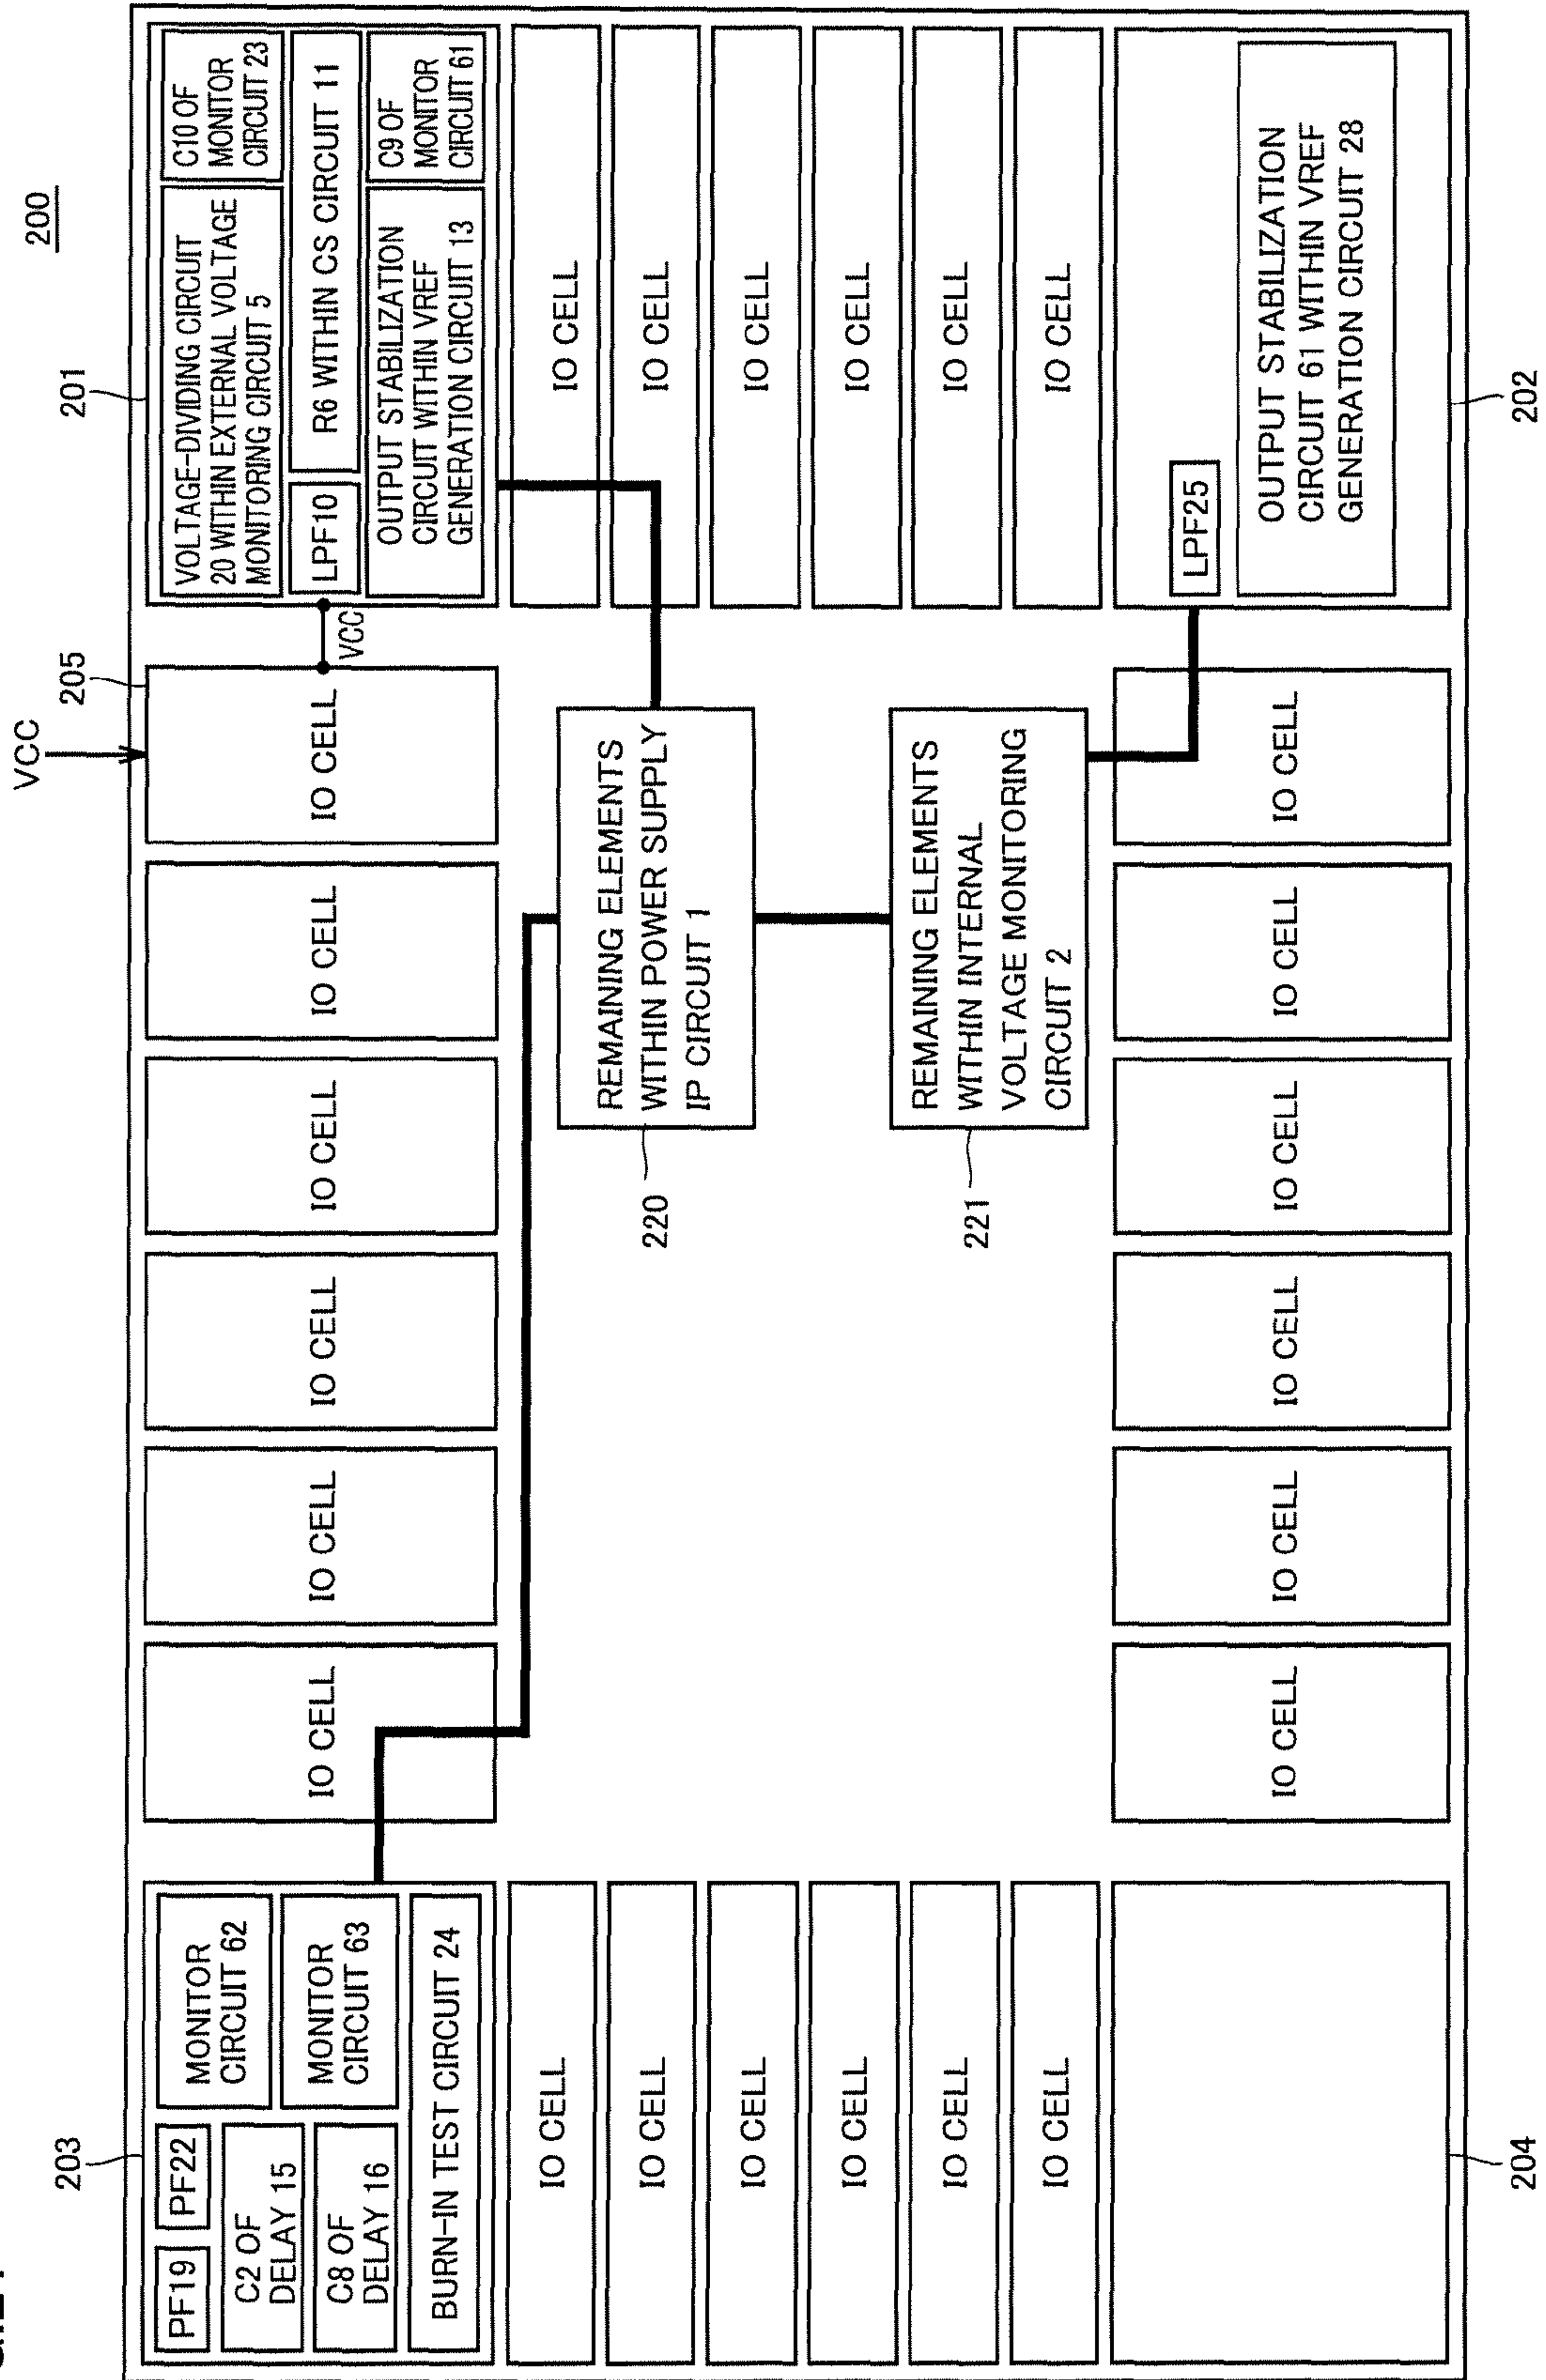 200
VCC
203
205
201
PF19
PF22
MONITOR
CIRCUIT 62
C2 OF
DELAY 15
MONITOR
CIRCUIT 63
C8 OF
DELAY 16
BURN-IN TEST CIRCUIT 24
IO CELL
IO CELL
IO CELL
IO CELL
IO CELL
IO CELL
VCC
VOLTAGE-DIVIDING CIRCUIT
20 WITHIN EXTERNAL VOLTAGE
MONITORING CIRCUIT 5
C10 OF
MONITOR
CIRCUIT 23
LPF10
R6 WITHIN CS CIRCUIT 11
OUTPUT STABILIZATION
CIRCUIT WITHIN VREF
GENERATION CIRCUIT 13
C9 OF
MONITOR
CIRCUIT 61
IO CELL
IO CELL
IO CELL
IO CELL
IO CELL
IO CELL
REMAINING ELEMENTS
WITHIN POWER SUPPLY
IP CIRCUIT 1
220
REMAINING ELEMENTS
WITHIN INTERNAL
VOLTAGE MONITORING
CIRCUIT 2
221
IO CELL
IO CELL
IO CELL
IO CELL
IO CELL
IO CELL
IO CELL
IO CELL
IO CELL
IO CELL
IO CELL
IO CELL
LPF25
OUTPUT STABILIZATION
CIRCUIT 61 WITHIN VREF
GENERATION CIRCUIT 28
204
202